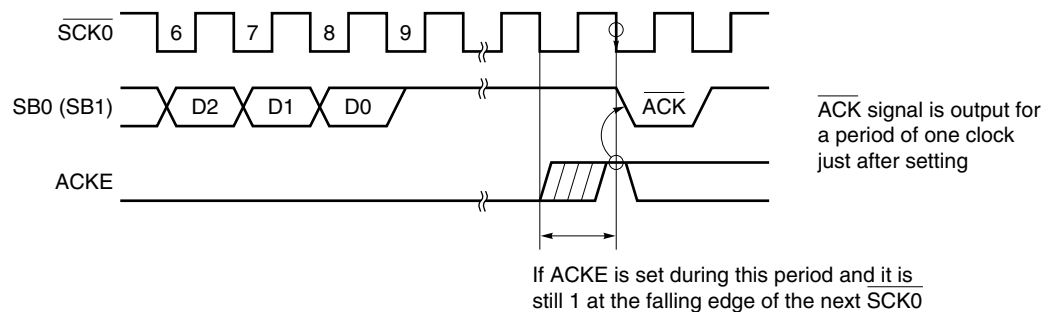 SCK0
6 7 8 9
SB0 (SB1)
D2 D1 D0 ACK
ACK signal is output for
a period of one clock
just after setting
ACKE
If ACKE is set during this period and it is
still 1 at the falling edge of the next SCK0